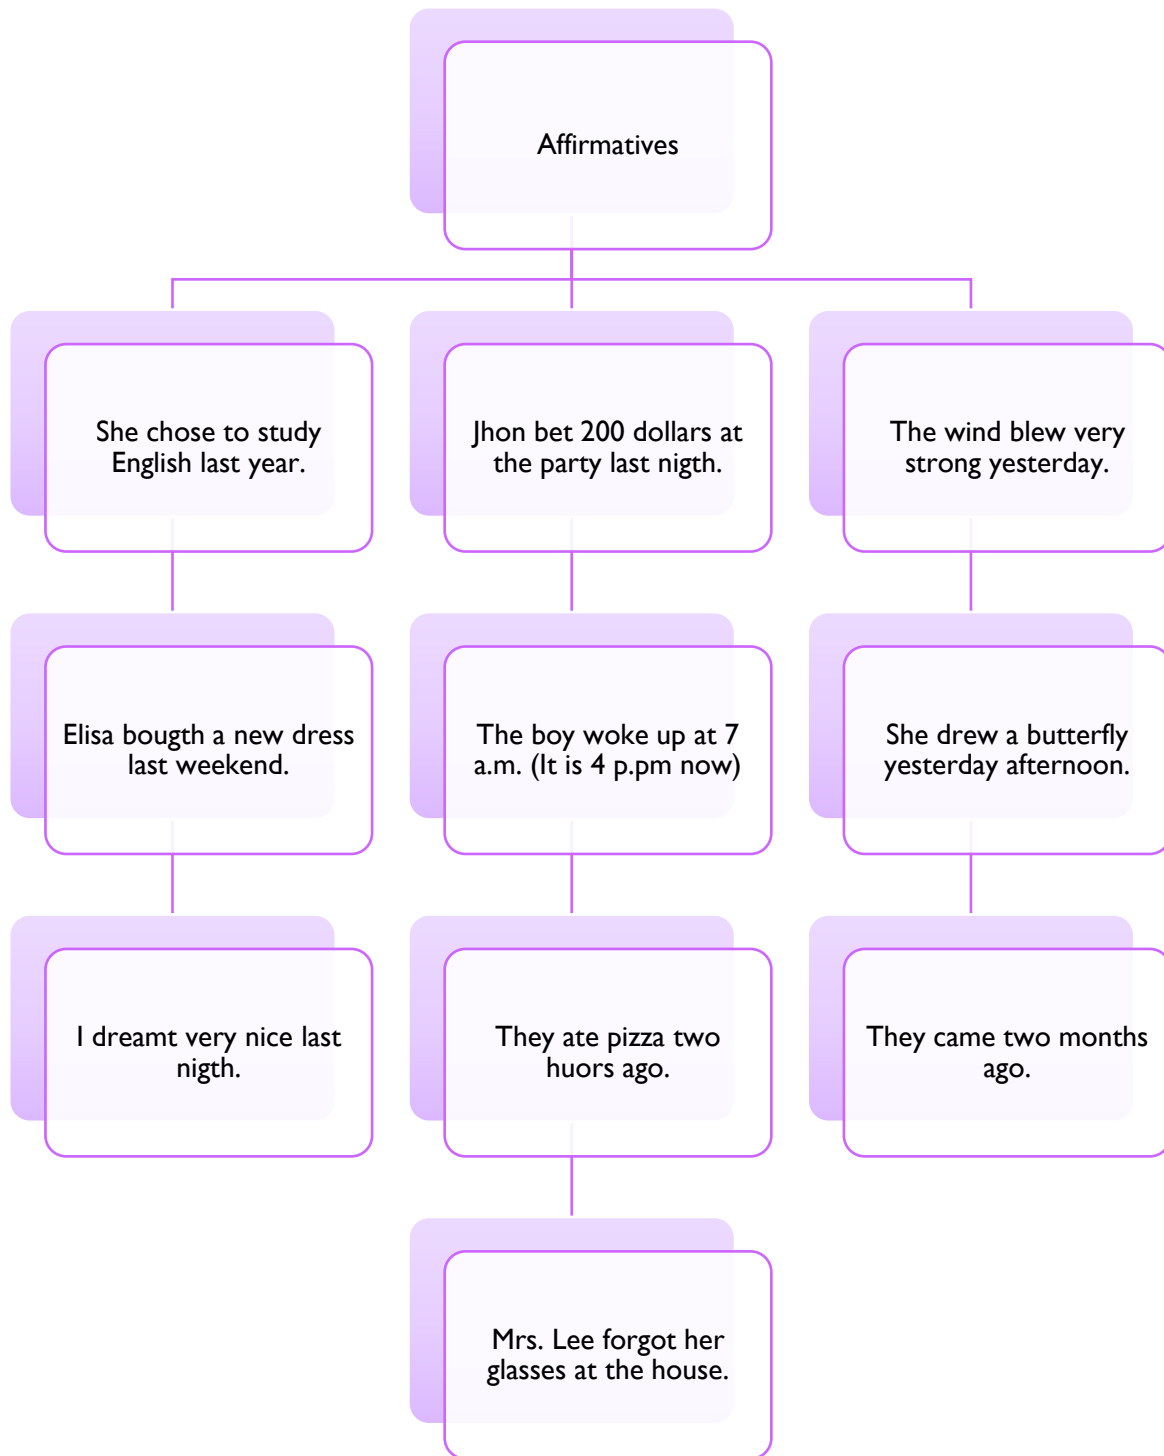 Affirmatives
She chose to study
English last year.
Jhon bet 200 dollars at
the party last nigth.
The wind blew very
strong yesterday.
Elisa bougth a new dress
last weekend.
The boy woke up at 7
a.m. (It is 4 p.pm now)
She drew a butterfly
yesterday afternoon.
I dreamt very nice last
nigth.
They ate pizza two
huors ago.
They came two months
ago.
Mrs. Lee forgot her
glasses at the house.